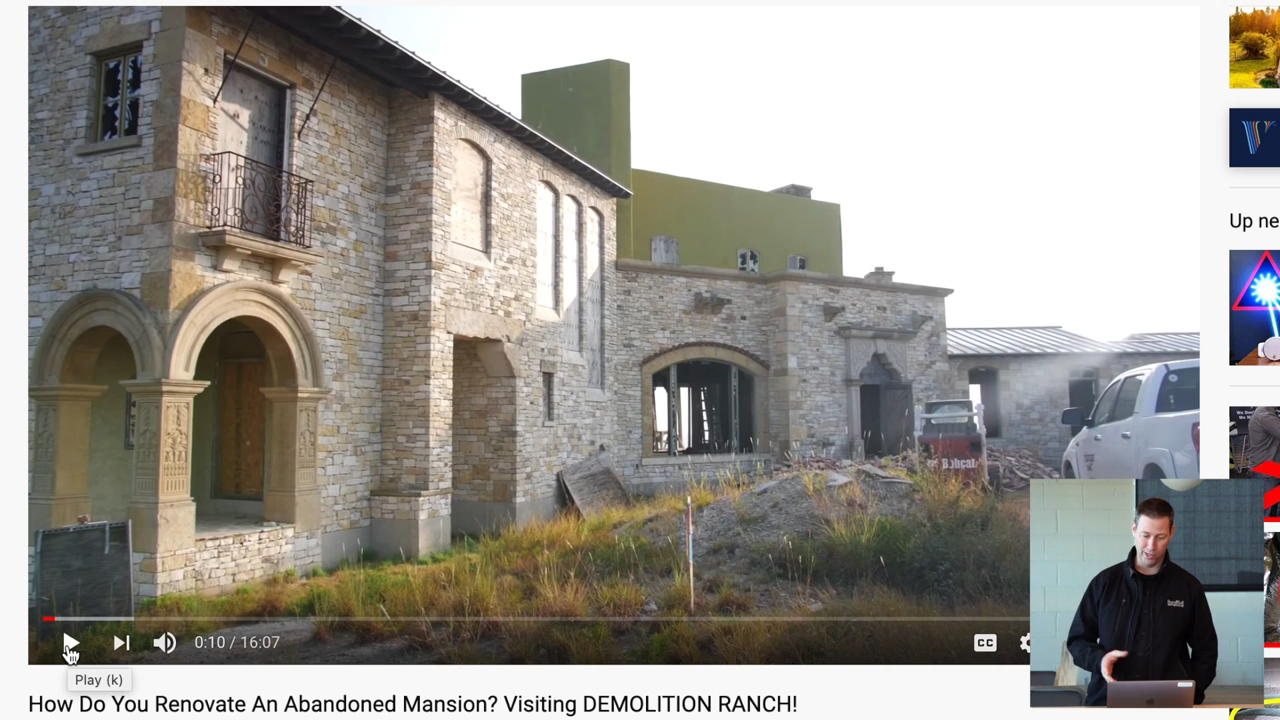 Up ne
Bobcat
build
CC
0:10 / 16:07
Play (k)
How Do You Renovate An Abandoned Mansion? Visiting DEMOLITION RANCH!